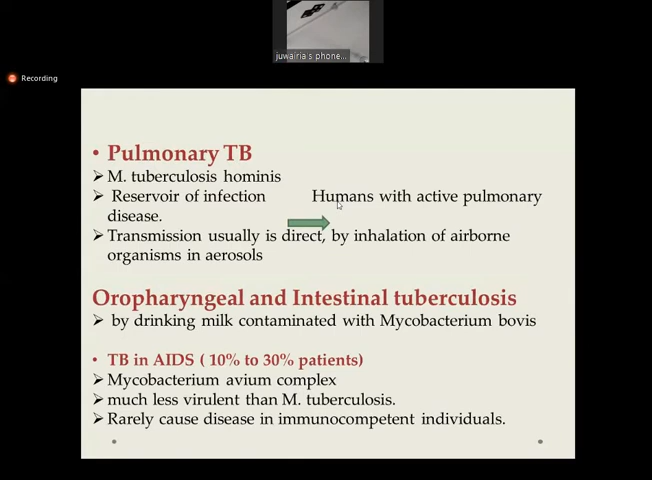 juwairia's phone...
Recording
• Pulmonary TB
➢ M. tuberculosis hominis
➢ Reservoir of infection Humans with active pulmonary
disease.
➢ Transmission usually is direct, by inhalation of airborne
organisms in aerosols
Oropharyngeal and Intestinal tuberculosis
➢ by drinking milk contaminated with Mycobacterium bovis
• TB in AIDS ( 10% to 30% patients)
➢ Mycobacterium avium complex
➢ much less virulent than M. tuberculosis.
➢ Rarely cause disease in immunocompetent individuals.